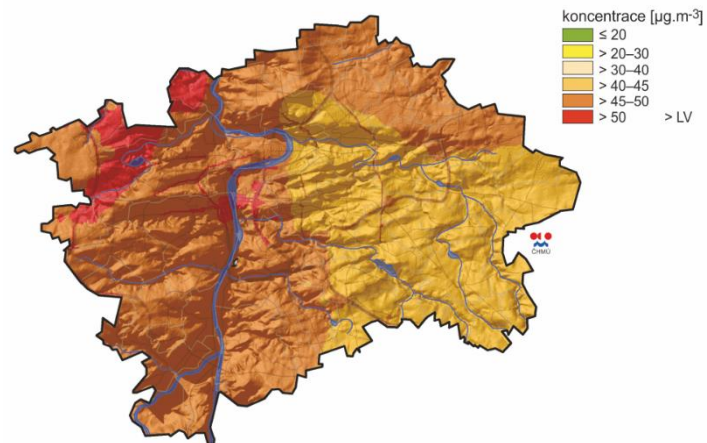 koncentrace [µg.m⁻³]
≤ 20
> 20–30
> 30–40
> 40–45
> 45–50
> 50 > LV
ČHMÚ